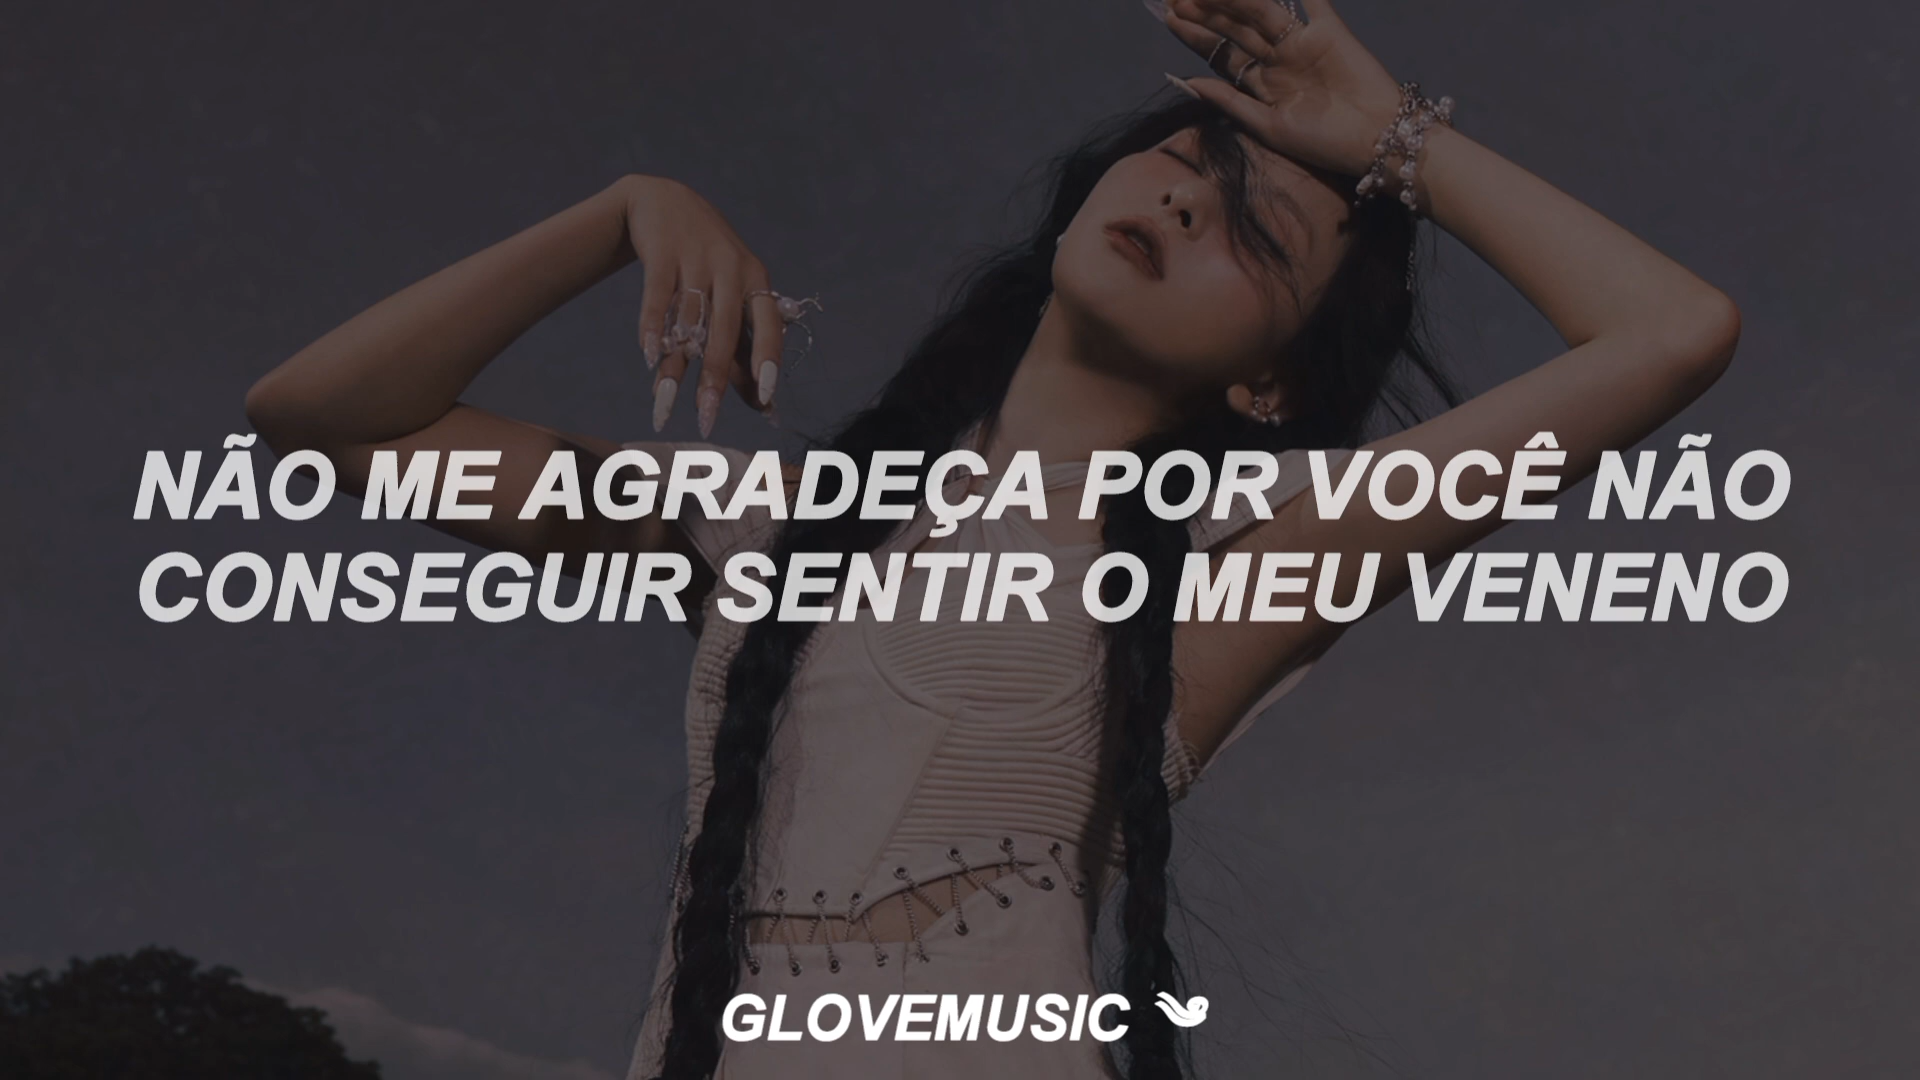 NÃO ME AGRADEÇA POR VOCÊ NÃO
CONSEGUIR SENTIR O MEU VENENO
GLOVEMUSIC